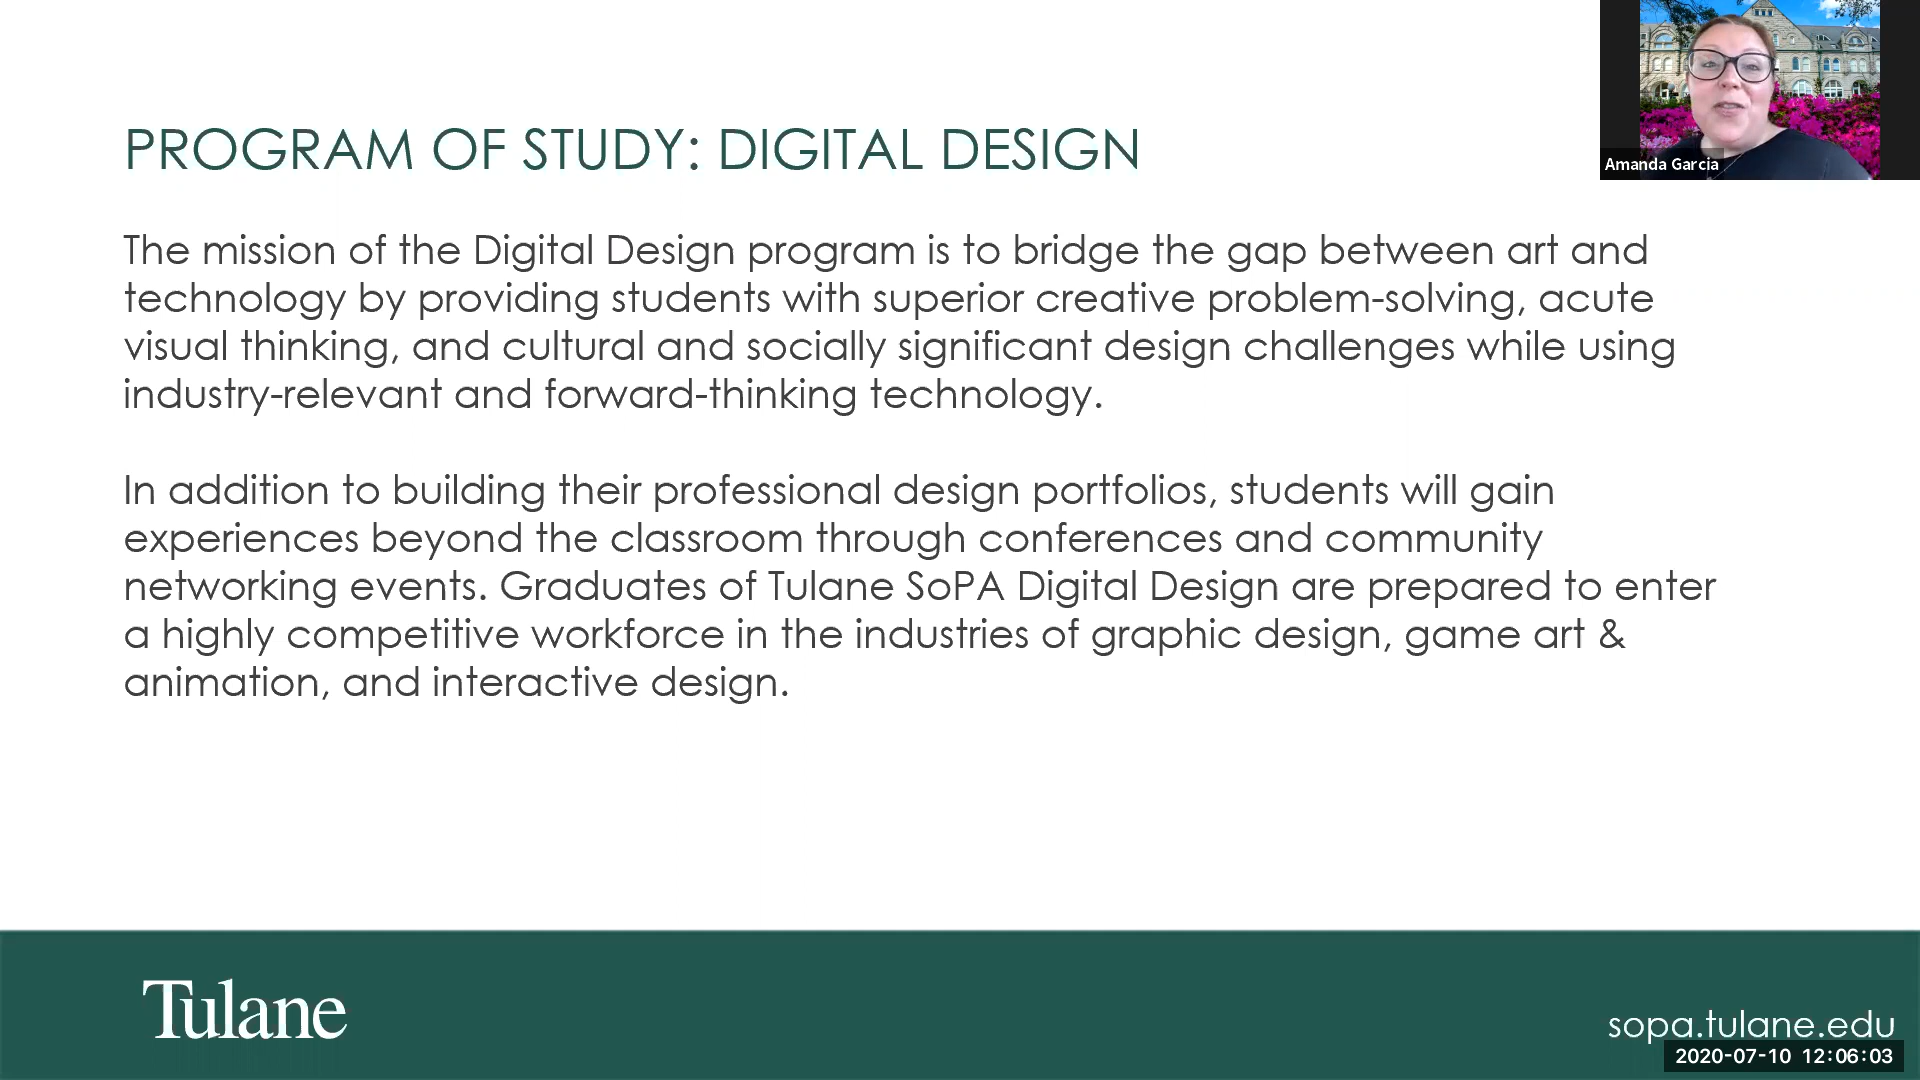 Amanda Garcia
PROGRAM OF STUDY: DIGITAL DESIGN
The mission of the Digital Design program is to bridge the gap between art and
technology by providing students with superior creative problem-solving, acute
visual thinking, and cultural and socially significant design challenges while using
industry-relevant and forward-thinking technology.
In addition to building their professional design portfolios, students will gain
experiences beyond the classroom through conferences and community
networking events. Graduates of Tulane SoPA Digital Design are prepared to enter
a highly competitive workforce in the industries of graphic design, game art &
animation, and interactive design.
Tulane
sopa.tulane.edu
2020-07-10 12:06:03